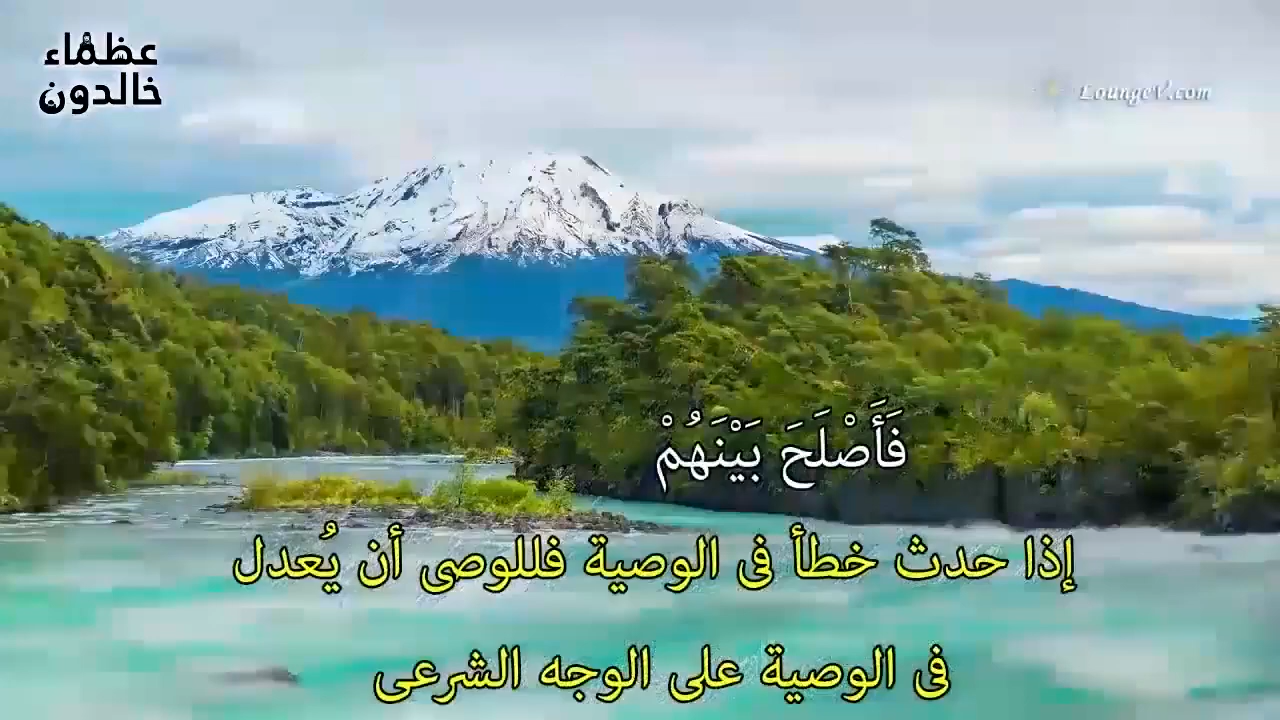 عظماء
خالدون
LoungeV.com
فَأَصْلَحَ بَيْنَهُمْ
إذا حدث خطأ فى الوصية فللوصى أن يُعدل
فى الوصية على الوجه الشرعى